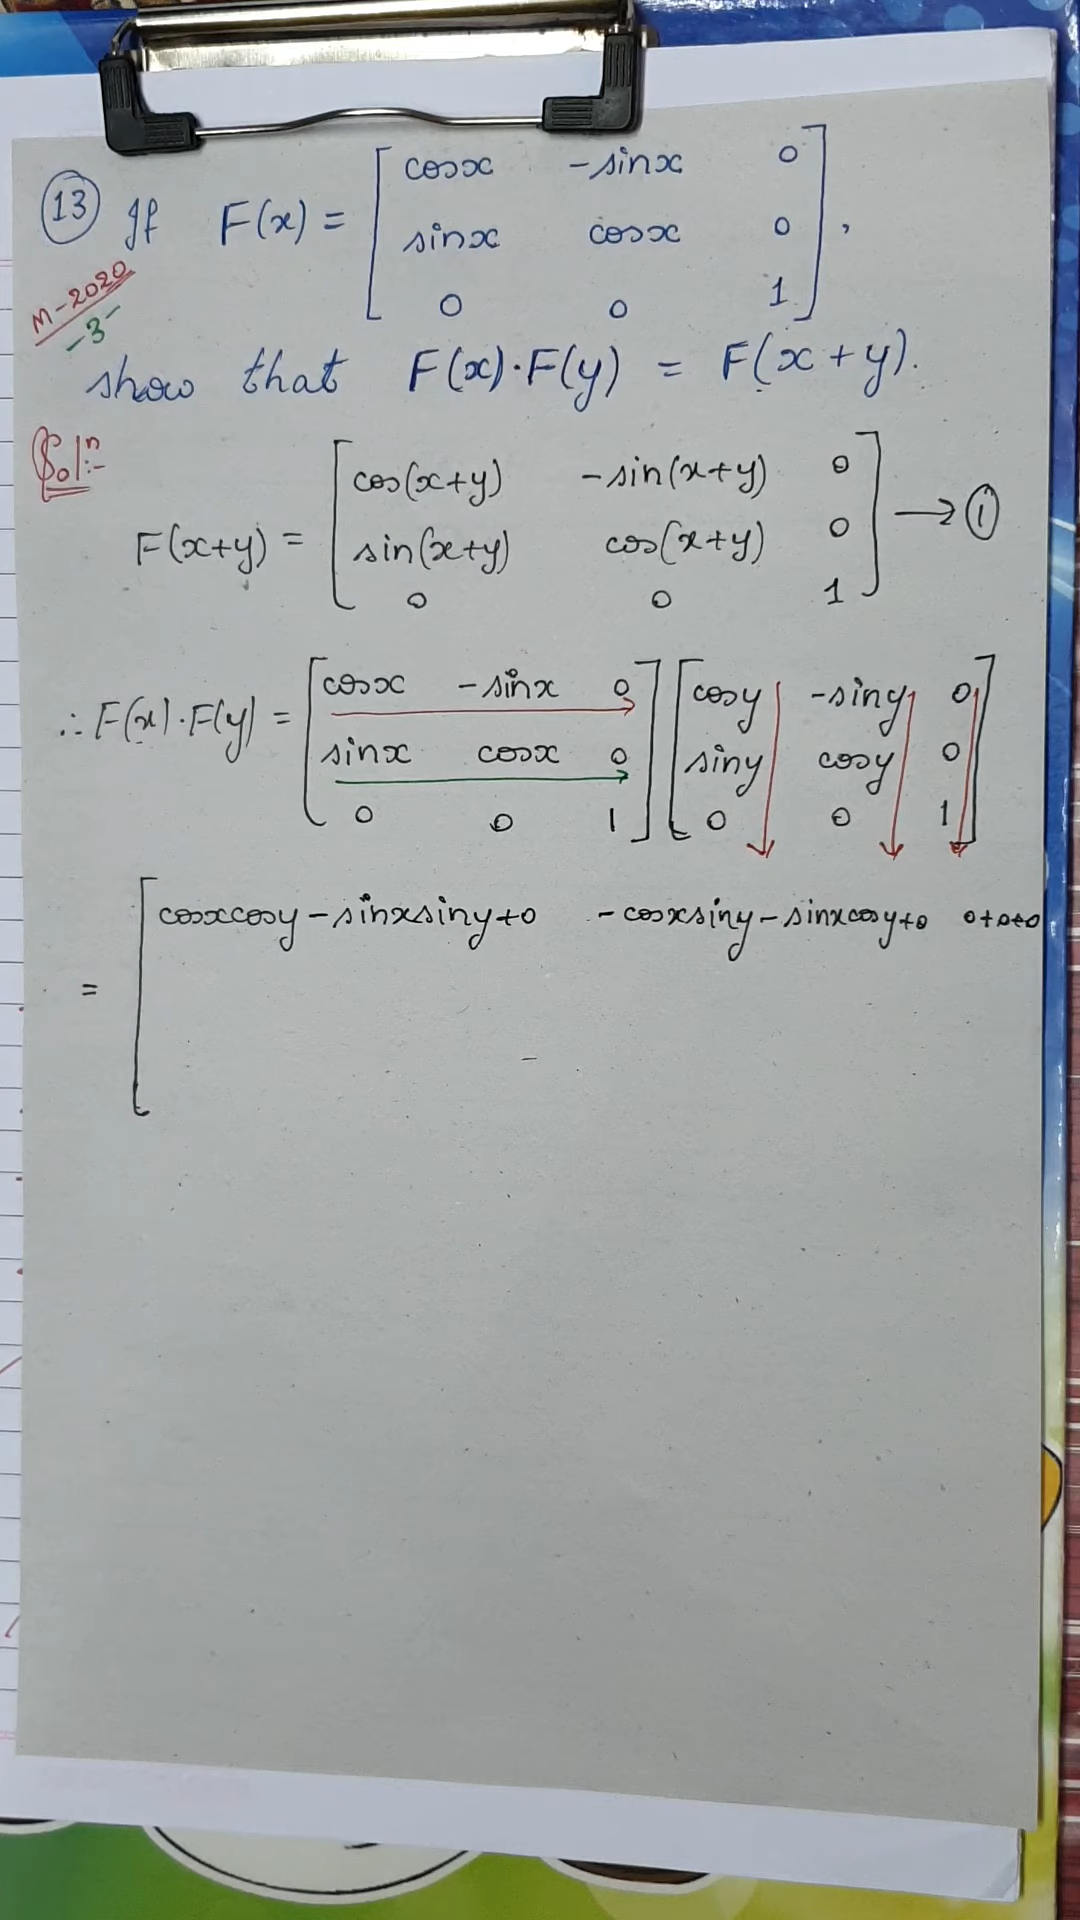 13 If F(x) = [ cosx -sinx 0
sinx cosx 0
0 0 1 ] ,
M-2020
-3-
show that F(x)·F(y) = F(x+y).
Solⁿ:-
F(x+y) = [ cos(x+y) -sin(x+y) 0
sin(x+y) cos(x+y) 0
0 0 1 ] → 1
∴ F(x)·F(y) = [ cosx -sinx 0 ] [ cosy -siny 0 ]
[ sinx cosx 0 ] [ siny cosy 0 ]
[ 0 0 1 ] [ 0 0 1 ]
= [ cosxcosy-sinxsiny+0 -cosxsiny-sinxcosy+0 0+0+0